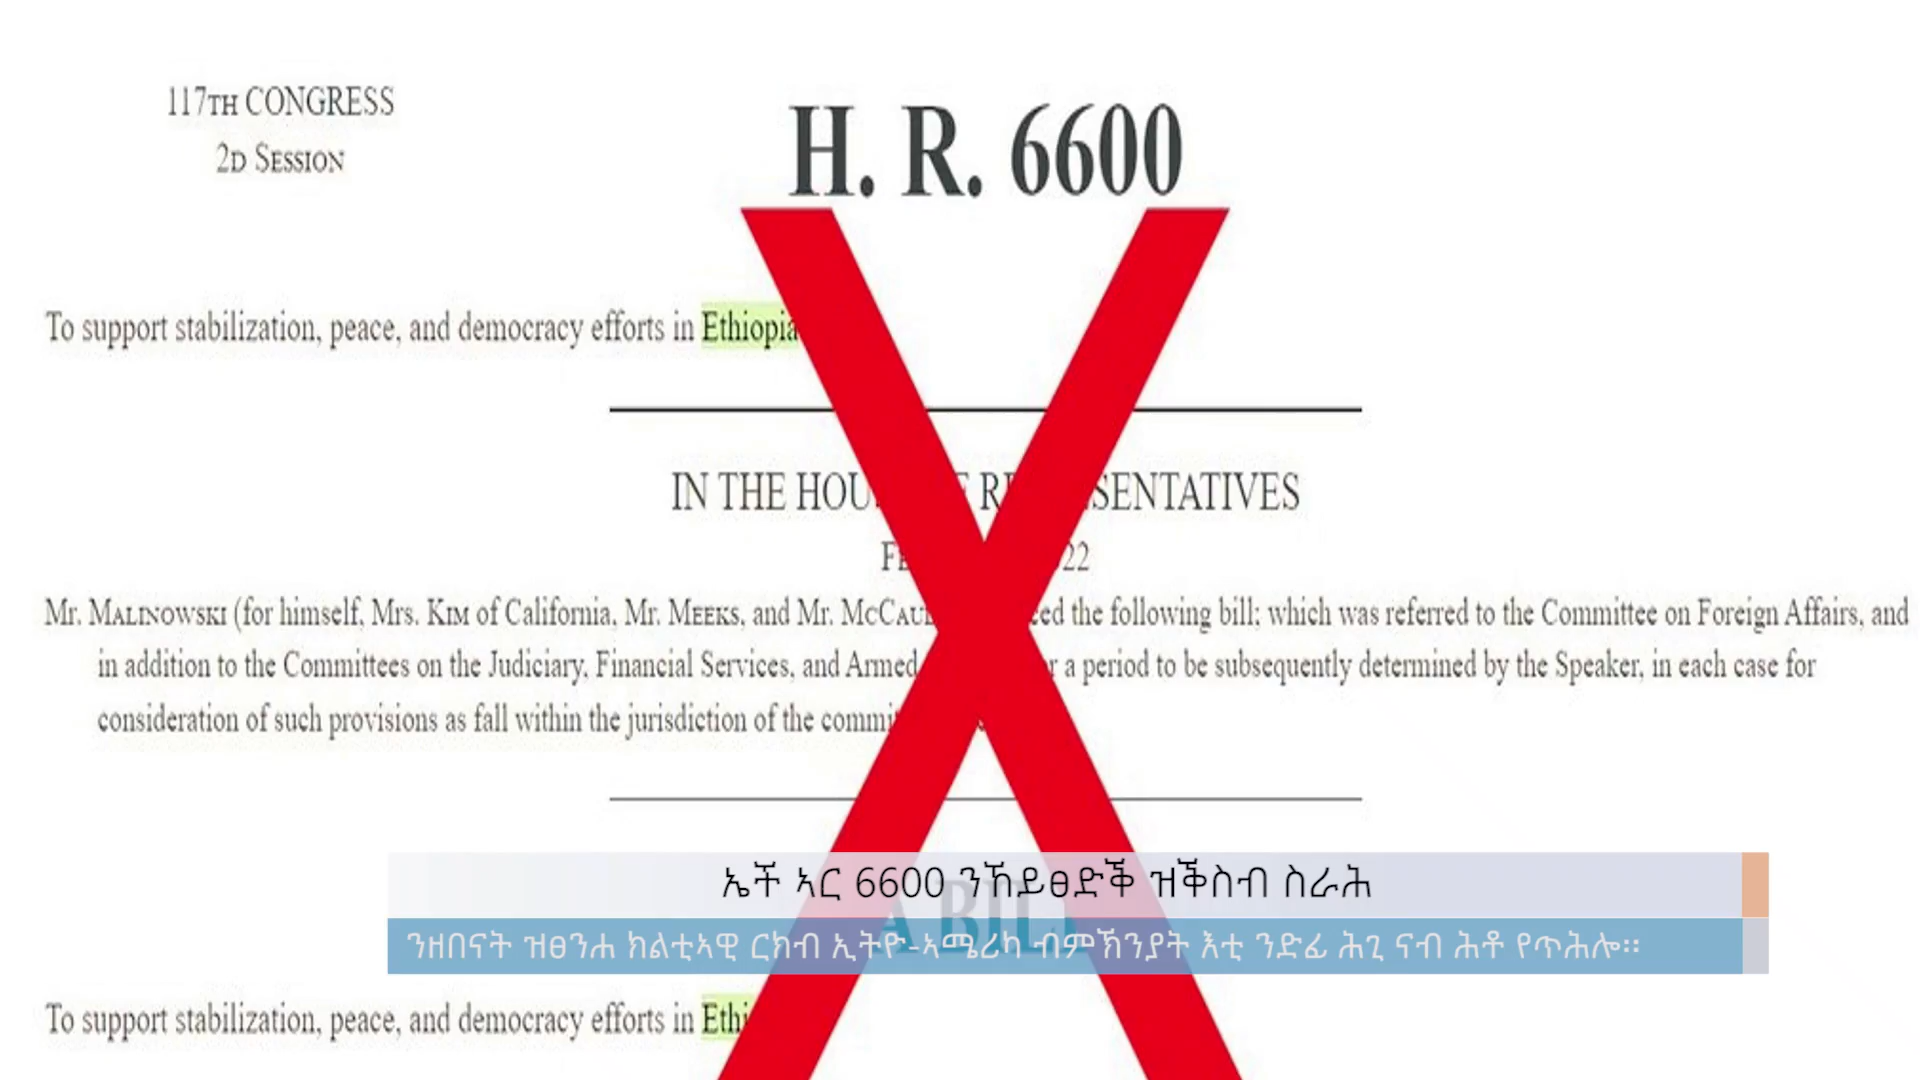 117TH CONGRESS
2D SESSION
H. R. 6600
To support stabilization, peace, and democracy efforts in Ethiopia
IN THE HOU R SENTATIVES
22
Mr. MALINOWSKI (for himself, Mrs. KIM of California, Mr. MEEKS, and Mr. MCCAUL ed the following bill; which was referred to the Committee on Foreign Affairs, and
in addition to the Committees on the Judiciary, Financial Services, and Armed r a period to be subsequently determined by the Speaker, in each case for
consideration of such provisions as fall within the jurisdiction of the commi
ኤች ኣር 6600 ንኸይፀድቕ ዝቕስብ ስራሕ
A BILL
ንዘበናት ዝፀንሐ ክልቲኣዊ ርክብ ኢትዮ-ኣሜሪካ ብምኽንያት እቲ ንድፊ ሕጊ ናብ ሕቶ የጥሕሎ፡፡
To support stabilization, peace, and democracy efforts in Ethi